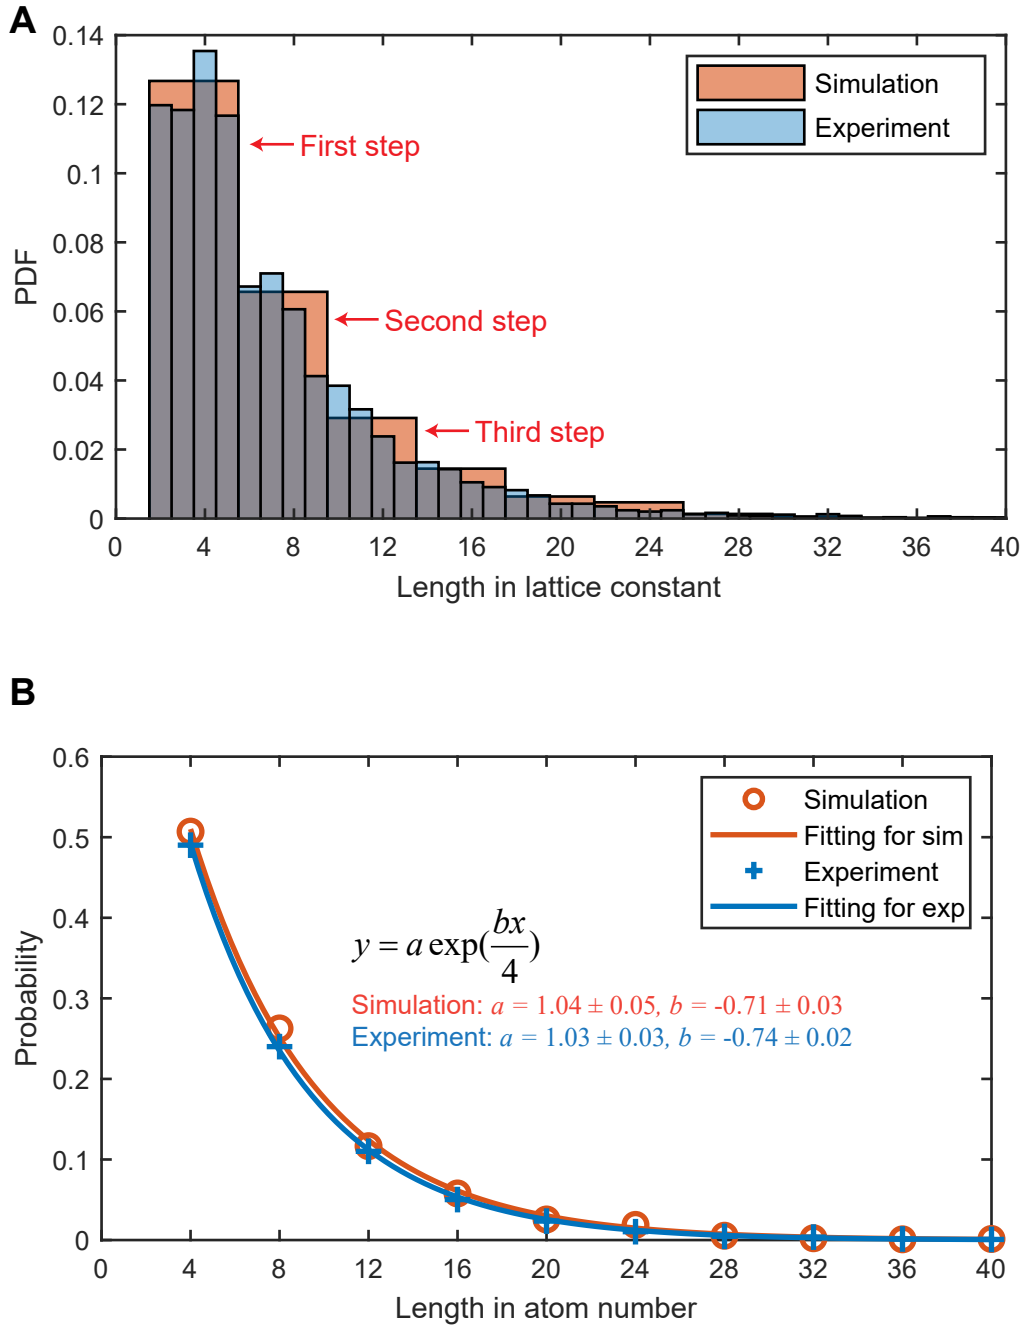 A
0.14
0.12
0.1
0.08
0.06
0.04
0.02
0
PDF
Simulation
Experiment
First step
Second step
Third step
0 4 8 12 16 20 24 28 32 36 40
Length in lattice constant
B
0.6
0.5
0.4
0.3
0.2
0.1
0
Probability
Simulation
Fitting for sim
Experiment
Fitting for exp
y = a exp(bx/4)
Simulation: a = 1.04 ± 0.05, b = -0.71 ± 0.03
Experiment: a = 1.03 ± 0.03, b = -0.74 ± 0.02
0 4 8 12 16 20 24 28 32 36 40
Length in atom number